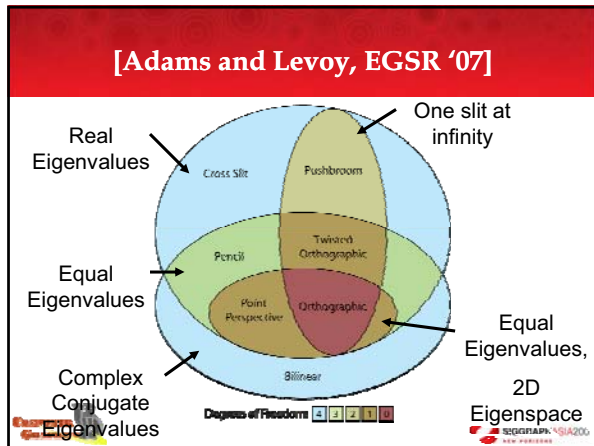 [Adams and Levoy, EGSR ‘07]
One slit at
infinity
Real
Eigenvalues
Cross Slit
Pushbroom
Twisted
Orthographic
Pencil
Equal
Eigenvalues
Point
Perspective
Orthographic
Equal
Eigenvalues,
2D
Eigenspace
Complex
Conjugate
Eigenvalues
Bilinear
Degrees of Freedom: 4 3 2 1 0
NEW HORIZONS